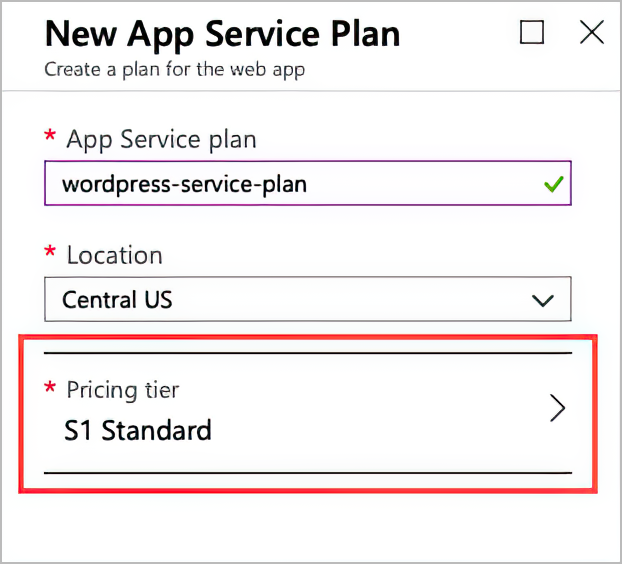 New App Service Plan
Create a plan for the web app
* App Service plan
wordpress-service-plan
* Location
Central US
* Pricing tier
S1 Standard